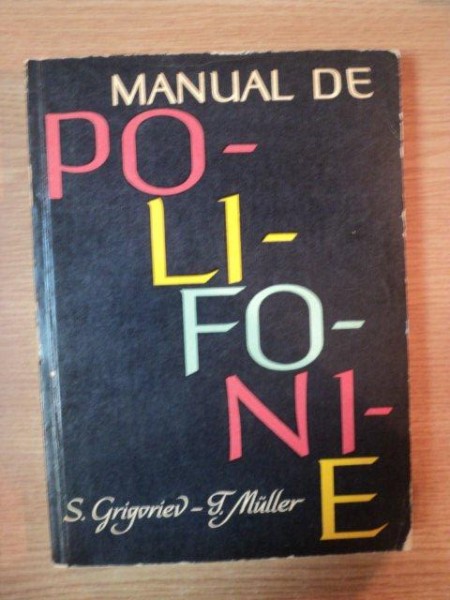 MANUAL DE
PO-
LI-
FO-
NI-
E
S. Grigoriev - T. Müller